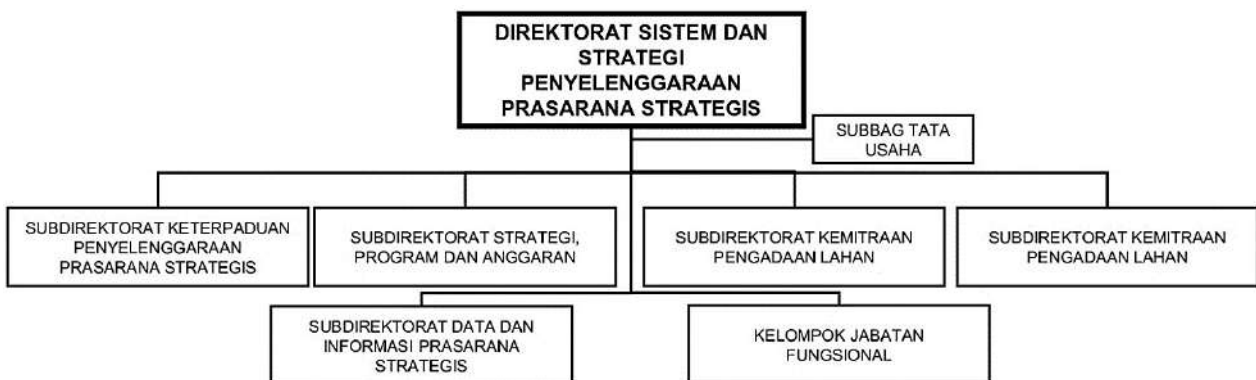 DIREKTORAT SISTEM DAN
STRATEGI
PENYELENGGARAAN
PRASARANA STRATEGIS
SUBBAG TATA
USAHA
SUBDIREKTORAT KETERPADUAN
PENYELENGGARAAN
PRASARANA STRATEGIS
SUBDIREKTORAT STRATEGI,
PROGRAM DAN ANGGARAN
SUBDIREKTORAT KEMITRAAN
PENGADAAN LAHAN
SUBDIREKTORAT KEMITRAAN
PENGADAAN LAHAN
SUBDIREKTORAT DATA DAN
INFORMASI PRASARANA
STRATEGIS
KELOMPOK JABATAN
FUNGSIONAL